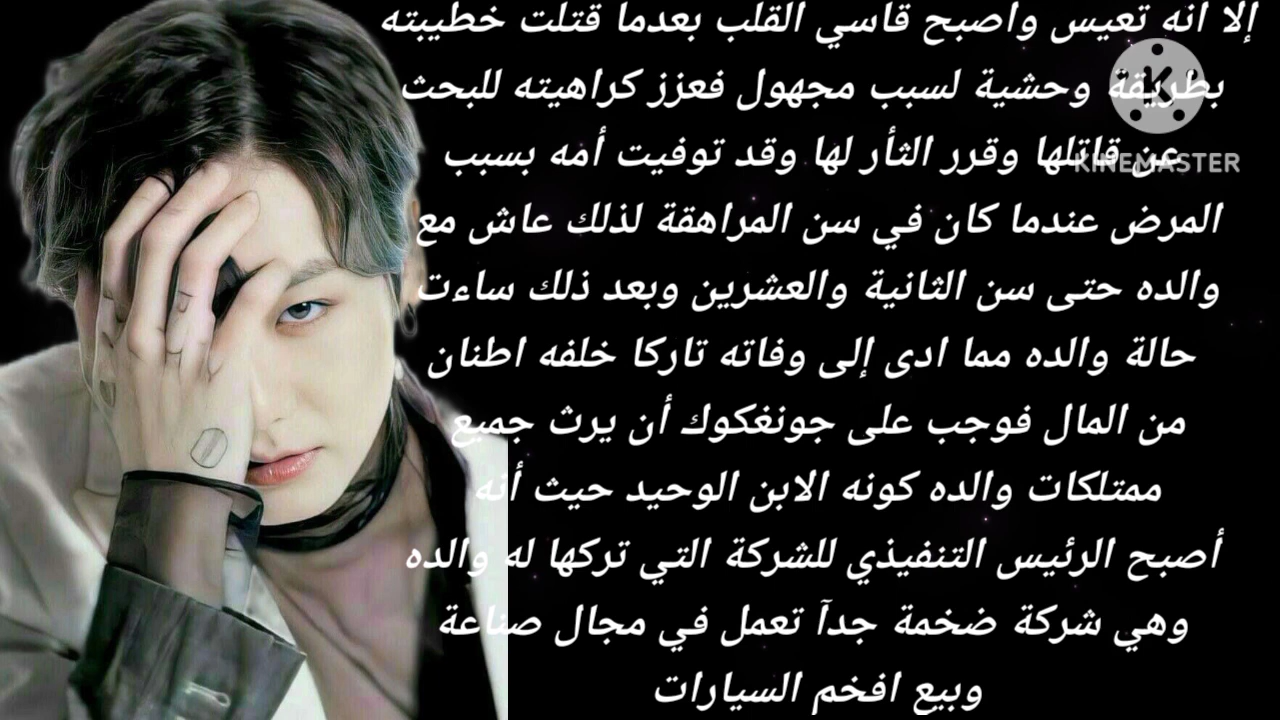 إلا انه تعيس واصبح قاسي القلب بعدما قتلت خطيبته
بطريقة وحشية لسبب مجهول فعزز كراهيته للبحث
عن قاتلها وقرر الثأر لها وقد توفيت أمه بسبب
المرض عندما كان في سن المراهقة لذلك عاش مع
والده حتى سن الثانية والعشرين وبعد ذلك ساءت
حالة والده مما ادى إلى وفاته تاركا خلفه اطنان
من المال فوجب على جونغكوك أن يرث جميع
ممتلكات والده كونه الابن الوحيد حيث أنه
أصبح الرئيس التنفيذي للشركة التي تركها له والده
وهي شركة ضخمة جدآ تعمل في مجال صناعة
وبيع افخم السيارات
K
KINEMASTER